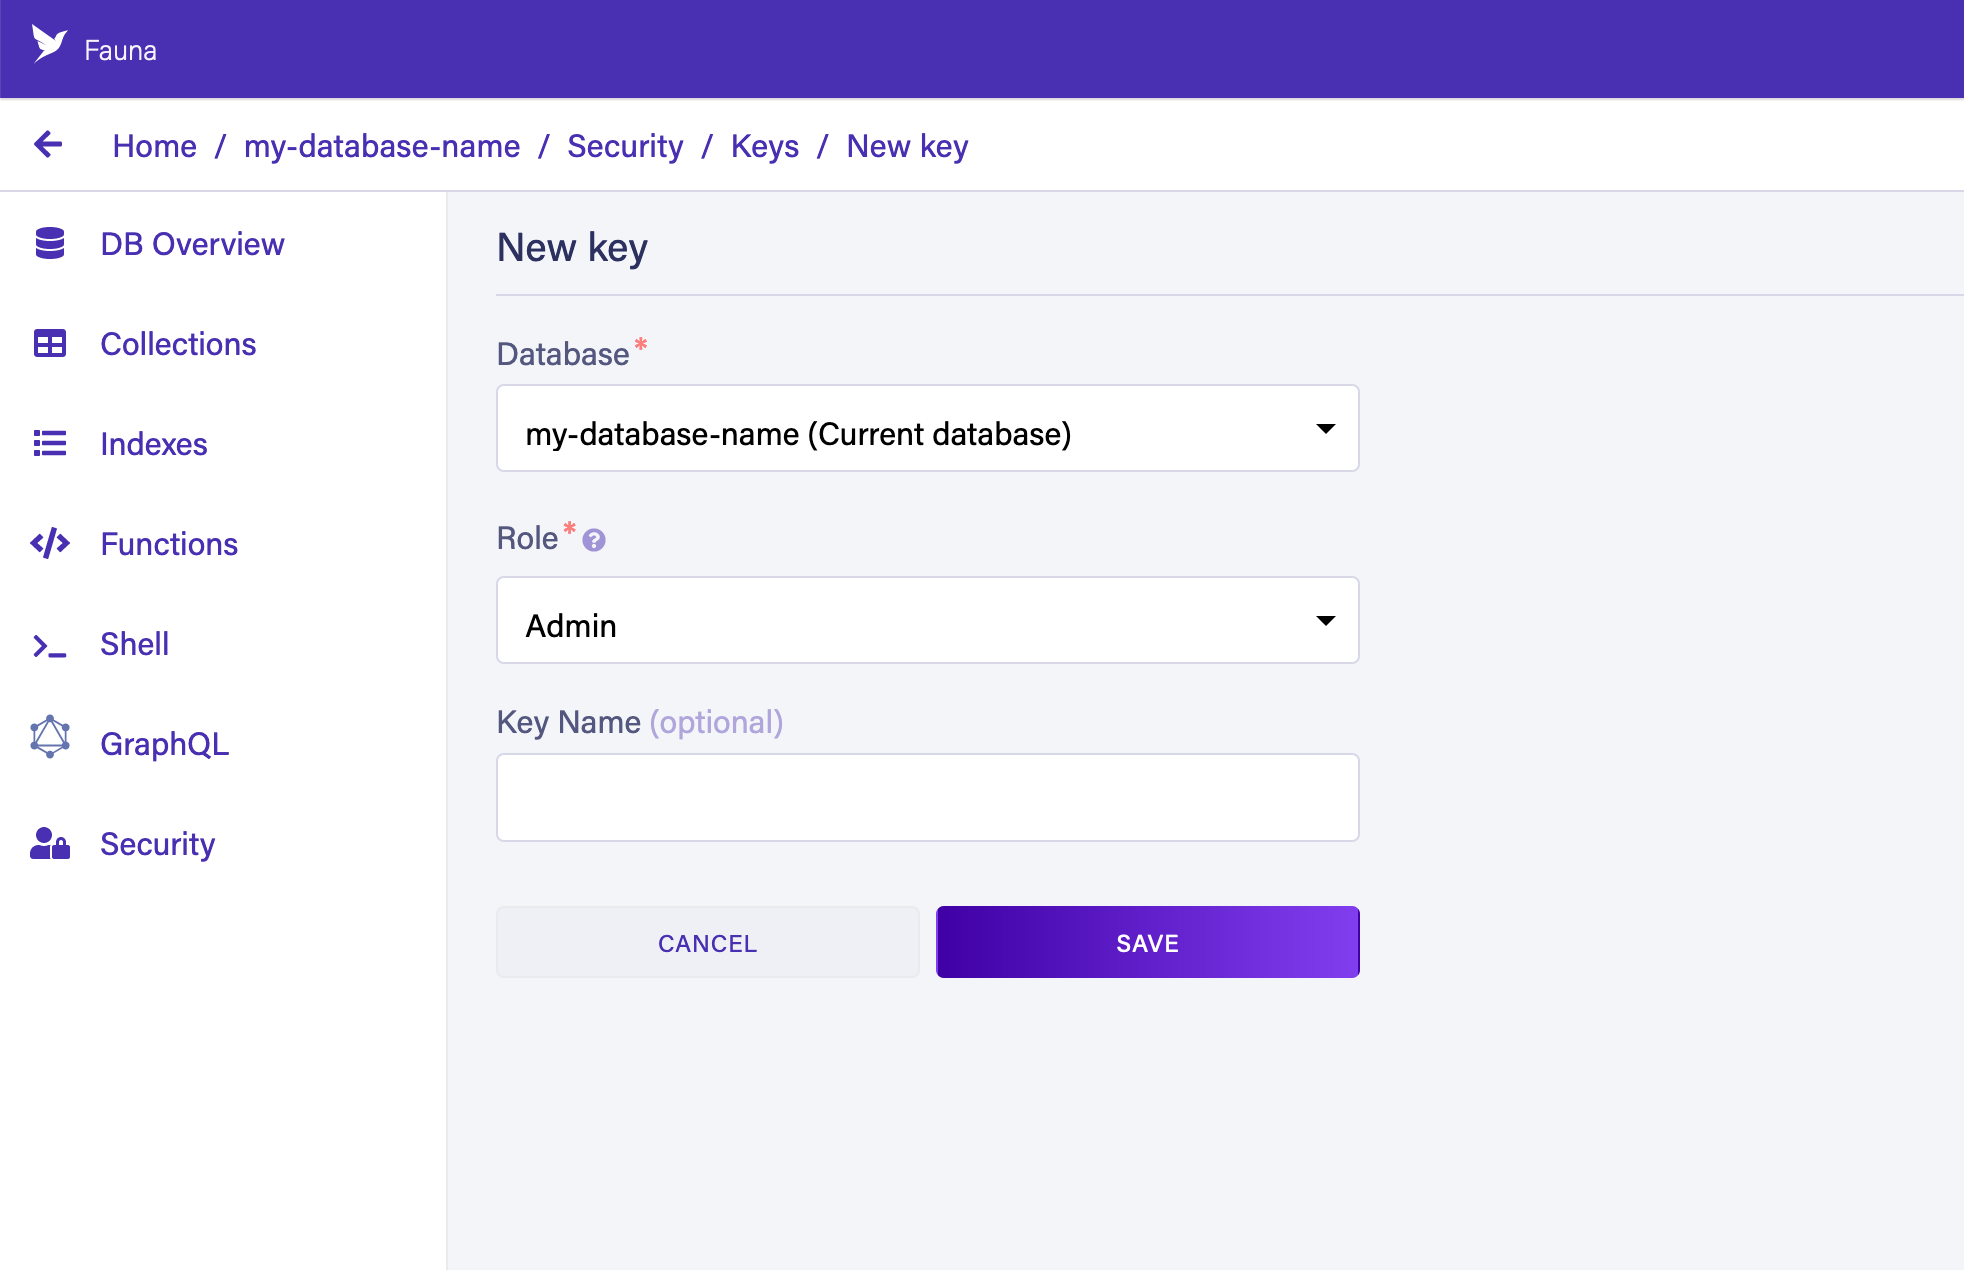 Fauna
Home / my-database-name / Security / Keys / New key
DB Overview
Collections
Indexes
Functions
Shell
GraphQL
Security
New key
Database *
my-database-name (Current database)
Role * ?
Admin
Key Name (optional)
CANCEL
SAVE